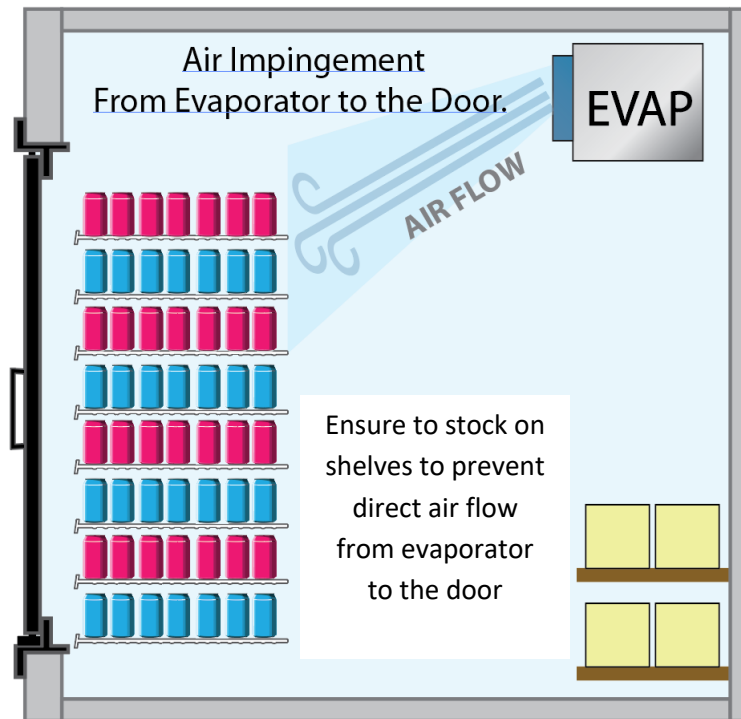 Air Impingement
From Evaporator to the Door.
EVAP
AIR FLOW
Ensure to stock on
shelves to prevent
direct air flow
from evaporator
to the door